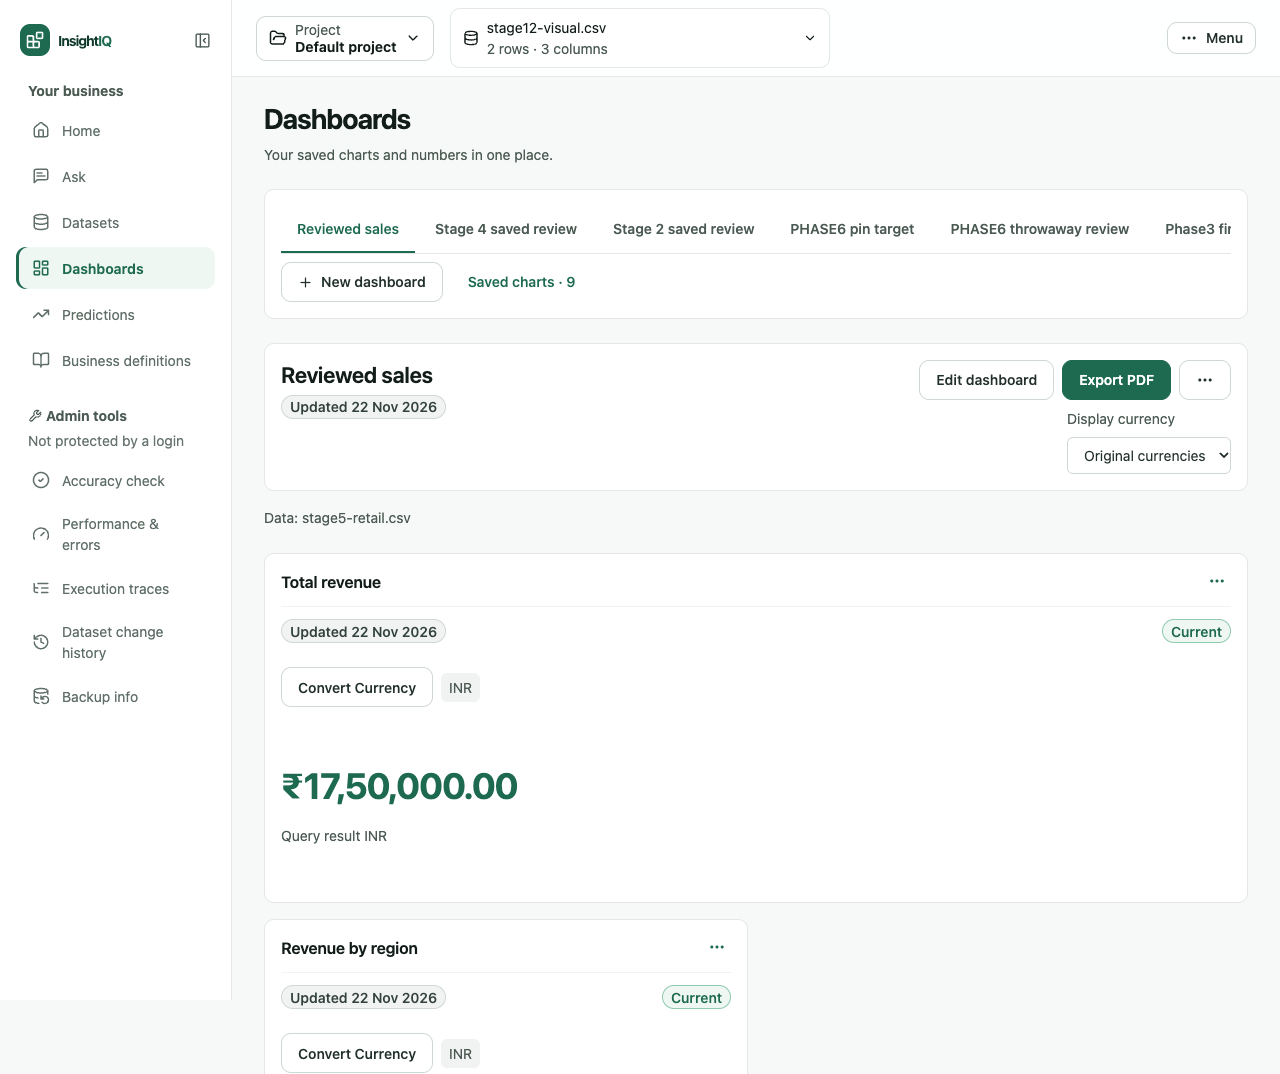 InsightIQ
Project
Default project
stage12-visual.csv
2 rows · 3 columns
Menu
Your business
Home
Ask
Datasets
Dashboards
Predictions
Business definitions
Admin tools
Not protected by a login
Accuracy check
Performance &
errors
Execution traces
Dataset change
history
Backup info
Dashboards
Your saved charts and numbers in one place.
Reviewed sales
Stage 4 saved review
Stage 2 saved review
PHASE6 pin target
PHASE6 throwaway review
Phase3
New dashboard
Saved charts · 9
Reviewed sales
Updated 22 Nov 2026
Edit dashboard
Export PDF
Display currency
Original currencies
Data: stage5-retail.csv
Total revenue
Updated 22 Nov 2026
Current
Convert Currency
INR
₹17,50,000.00
Query result INR
Revenue by region
Updated 22 Nov 2026
Current
Convert Currency
INR